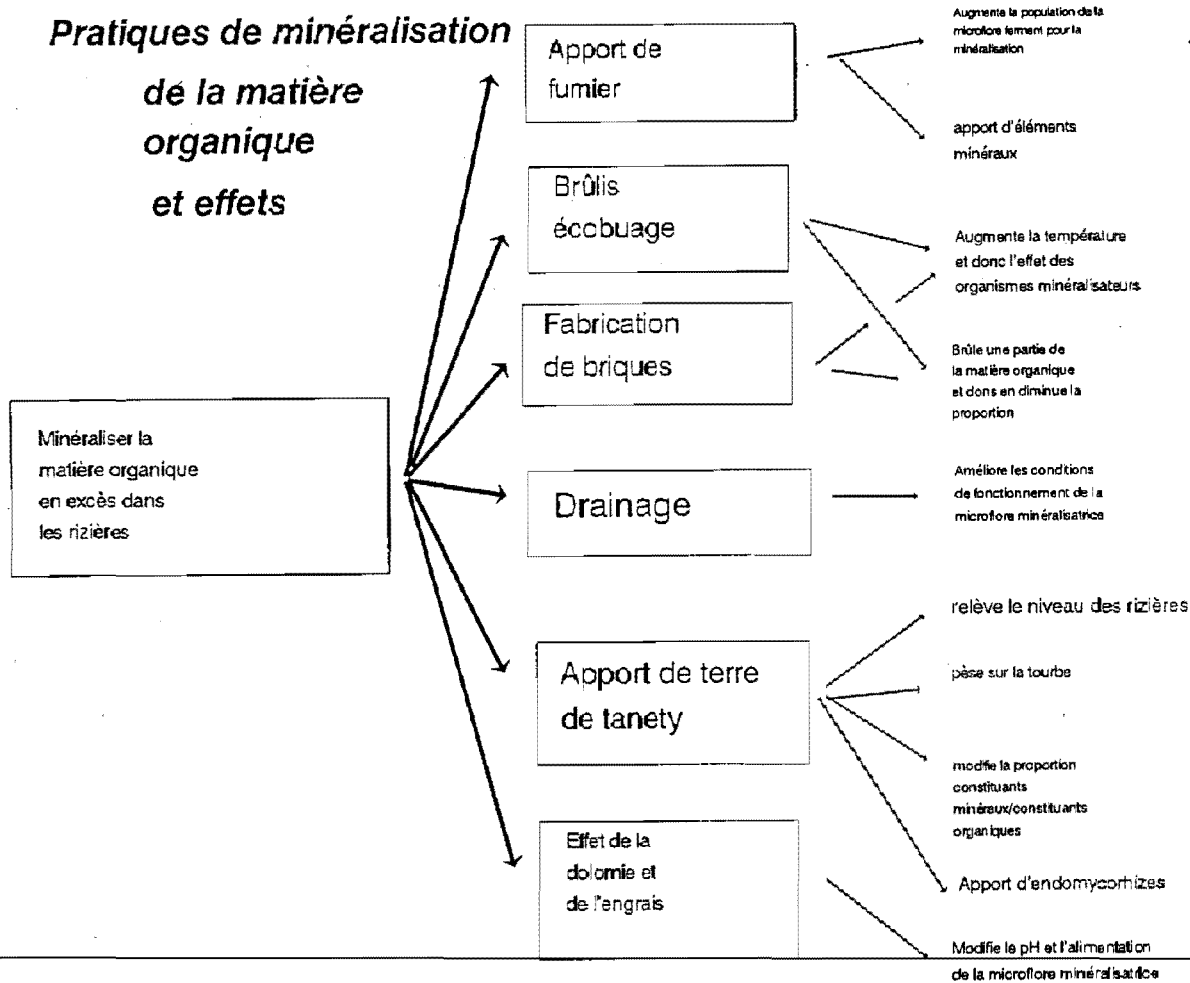 Pratiques de minéralisation
de la matière
organique
et effets
Minéraliser la
matière organique
en excès dans
les rizières
Apport de
fumier
Augmente la population de la
microflore ferment pour la
minéralisation
apport d'éléments
minéraux
Brûlis
écobuage
Augmente la température
et donc l'effet des
organismes minéralisateurs
Fabrication
de briques
Brûle une partie de
la matière organique
et dons en diminue la
proportion
Drainage
Améliore les conditions
de fonctionnement de la
microflore minéralisatrice
Apport de terre
de tanety
relève le niveau des rizières
pèse sur la tourbe
modifie la proportion
constituants
minéraux/constituants
organiques
Apport d'endomycorhizes
Effet de la
dolomie et
de l'engrais
Modifie le pH et l'alimentation
de la microflore minéralisatrice